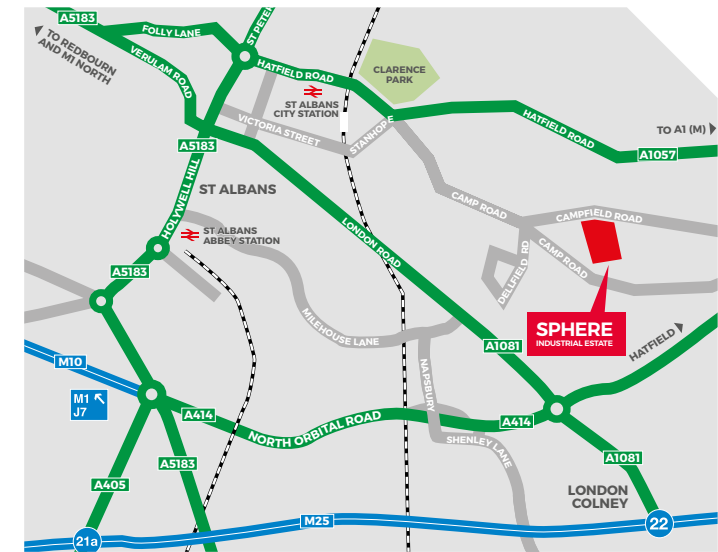 A5183
FOLLY LANE
ST PETER
TO REDBOURN
AND M1 NORTH
VERULAM ROAD
HATFIELD ROAD
CLARENCE
PARK
ST ALBANS
CITY STATION
VICTORIA STREET
STANHOPE
HATFIELD ROAD
TO A1 (M)
A1057
A5183
HOLYWELL HILL
ST ALBANS
CAMP ROAD
CAMPFIELD ROAD
ST ALBANS
ABBEY STATION
LONDON ROAD
DELLFIELD RD
CAMP ROAD
A5183
MILEHOUSE LANE
SPHERE
INDUSTRIAL ESTATE
HATFIELD
A1081
M10
NAPSBURY
M1
J7
A414
NORTH ORBITAL ROAD
A414
SHENLEY LANE
A5183
A1081
A405
LONDON
COLNEY
M25
22
21a